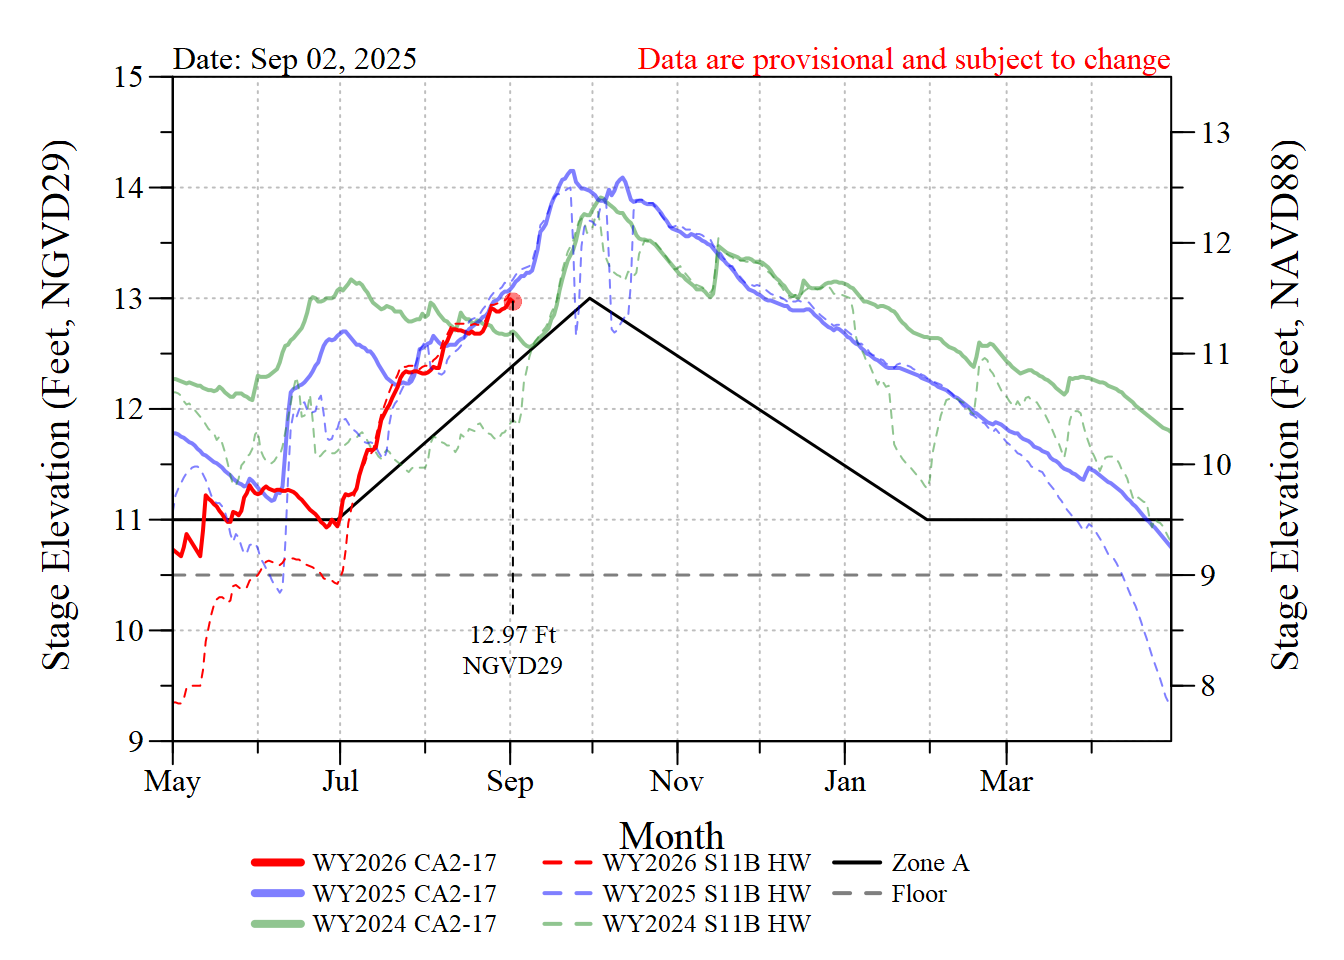 Date: Sep 02, 2025
Data are provisional and subject to change
Stage Elevation (Feet, NGVD29)
15
14
13
12
11
10
9
13
12
11
10
9
8
Stage Elevation (Feet, NAVD88)
12.97 Ft
NGVD29
May Jul Sep Nov Jan Mar
Month
WY2026 CA2-17 WY2026 S11B HW Zone A
WY2025 CA2-17 WY2025 S11B HW Floor
WY2024 CA2-17 WY2024 S11B HW